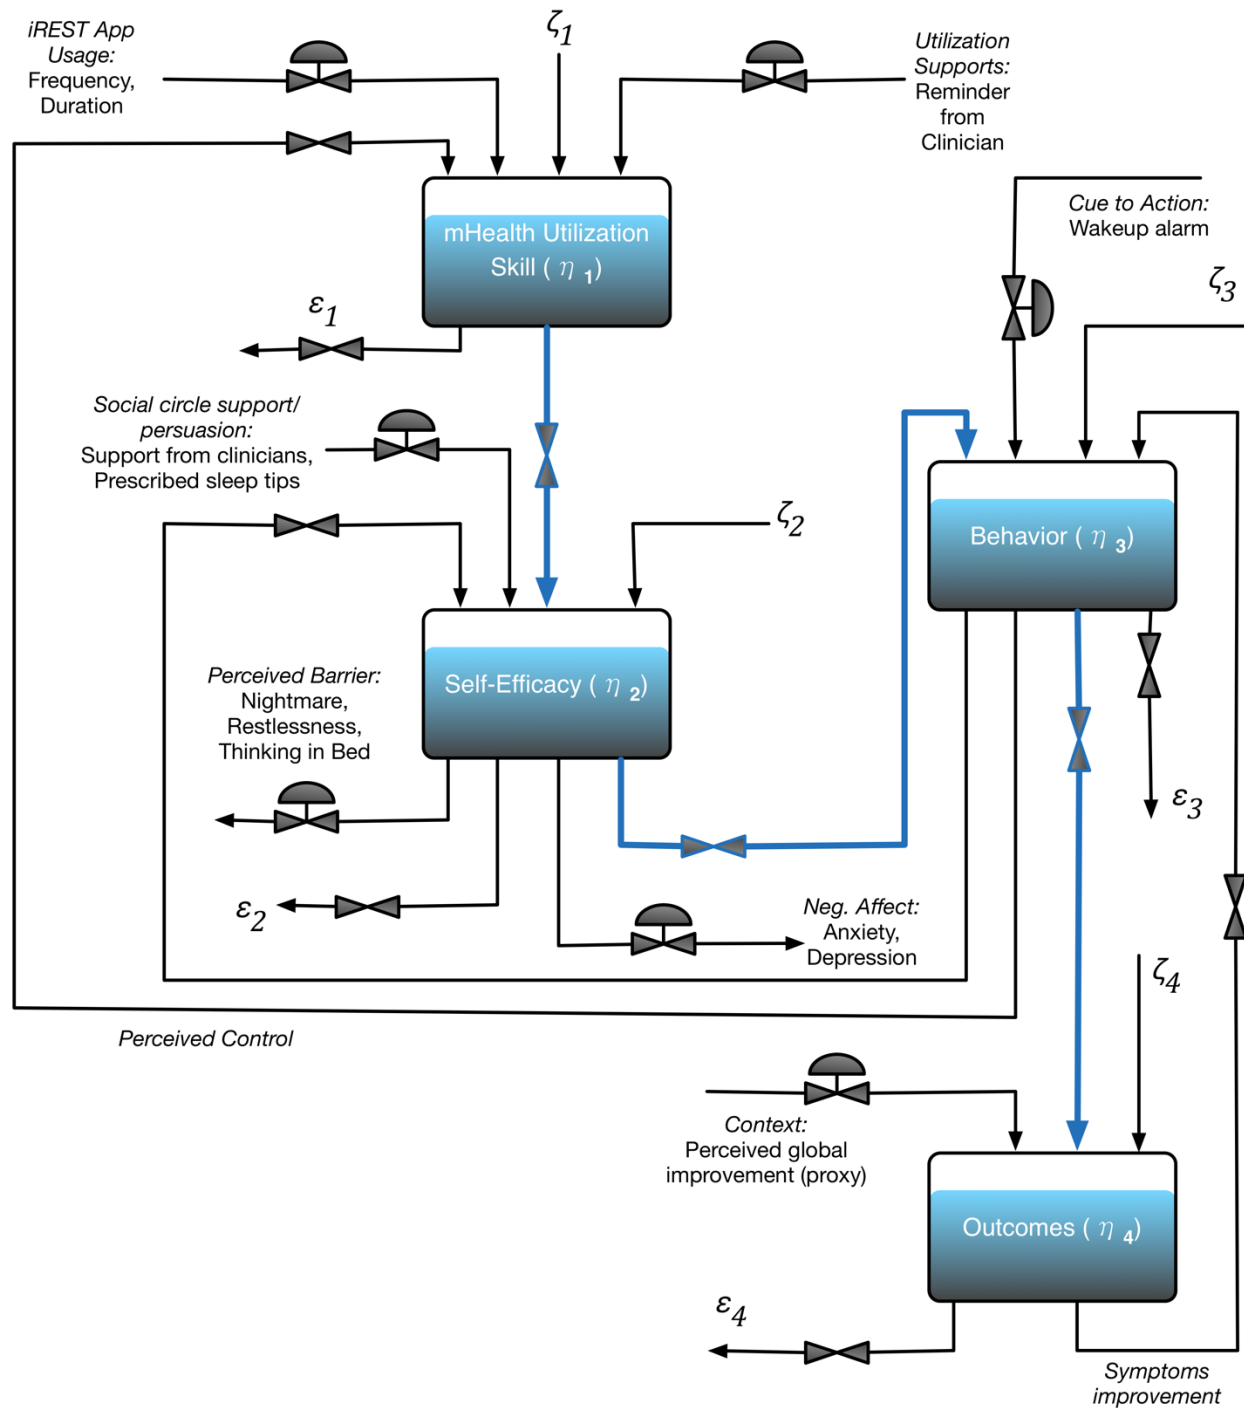 iREST App
Usage:
Frequency,
Duration
ζ1
Utilization
Supports:
Reminder
from
Clinician
mHealth Utilization
Skill ( η 1)
Cue to Action:
Wakeup alarm
ζ3
ε1
Social circle support/
persuasion:
Support from clinicians,
Prescribed sleep tips
ζ2
Behavior ( η 3)
Perceived Barrier:
Nightmare,
Restlessness,
Thinking in Bed
Self-Efficacy ( η 2)
ε3
ε2
Neg. Affect:
Anxiety,
Depression
ζ4
Perceived Control
Context:
Perceived global
improvement (proxy)
Outcomes ( η 4)
ε4
Symptoms
improvement